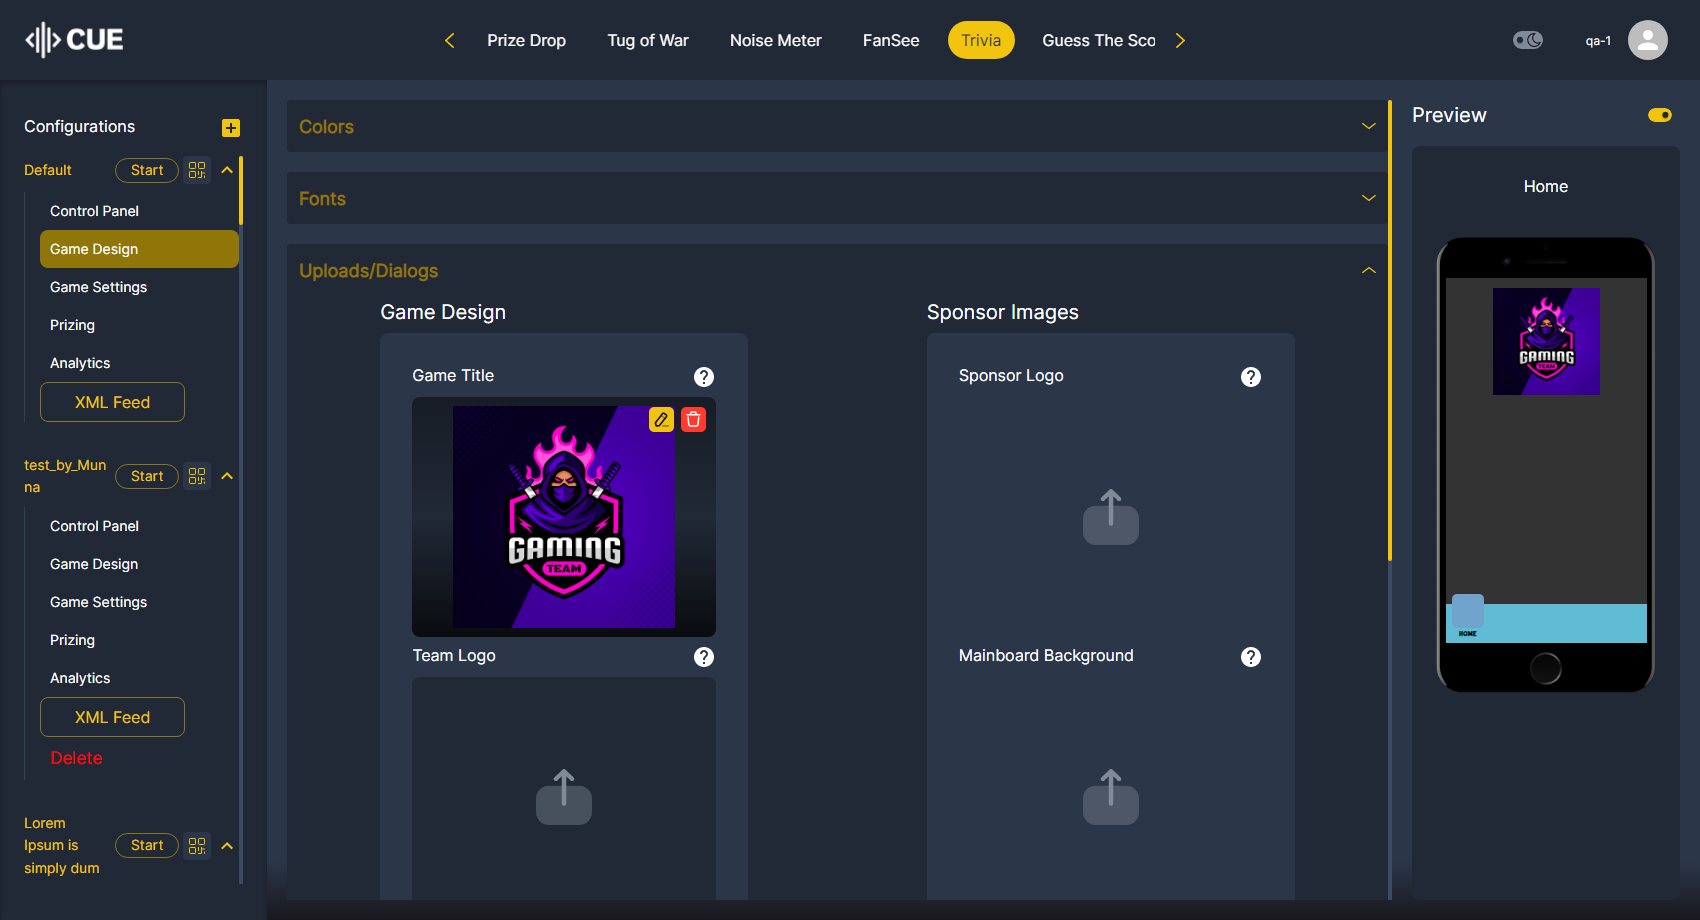 CUE
Prize Drop
Tug of War
Noise Meter
FanSee
Trivia
Guess The Sco
qa-1
Configurations
Default
Start
Control Panel
Game Design
Game Settings
Prizing
Analytics
XML Feed
test_by_Mun
na
Start
Control Panel
Game Design
Game Settings
Prizing
Analytics
XML Feed
Delete
Lorem
Ipsum is
simply dum
Start
Colors
Fonts
Uploads/Dialogs
Game Design
Game Title
GAMING
TEAM
Team Logo
Sponsor Images
Sponsor Logo
Mainboard Background
Preview
Home
GAMING
TEAM
HOME